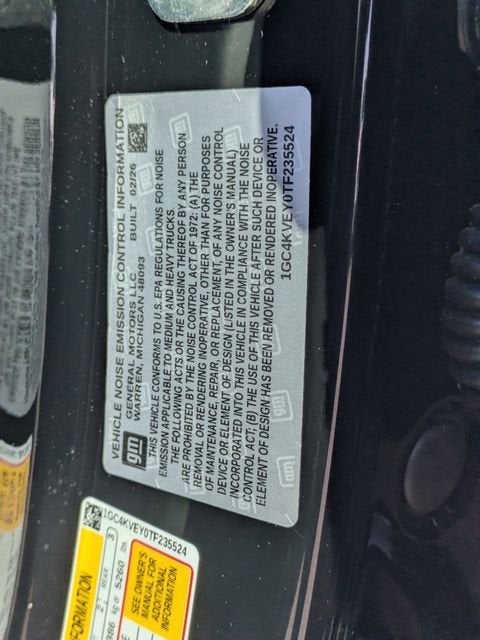 VEHICLE NOISE EMISSION CONTROL INFORMATION
gm
GENERAL MOTORS LLC BUILT 02/26
WARREN, MICHIGAN 48093
THIS VEHICLE CONFORMS TO U.S. EPA REGULATIONS FOR NOISE
EMISSION APPLICABLE TO MEDIUM AND HEAVY TRUCKS.
THE FOLLOWING ACTS OR THE CAUSING THEREOF BY ANY PERSON
ARE PROHIBITED BY THE NOISE CONTROL ACT OF 1972: (A) THE
REMOVAL OR RENDERING INOPERATIVE, OTHER THAN FOR PURPOSES
OF MAINTENANCE, REPAIR, OR REPLACEMENT, OF ANY NOISE CONTROL
DEVICE OR ELEMENT OF DESIGN (LISTED IN THE OWNER'S MANUAL)
INCORPORATED INTO THIS VEHICLE IN COMPLIANCE WITH THE NOISE
CONTROL ACT, (B) THE USE OF THIS VEHICLE AFTER SUCH DEVICE OR
ELEMENT OF DESIGN HAS BEEN REMOVED OR RENDERED INOPERATIVE.
1GC4KVEY0TF235524
1GC4KVEY0TF235524
FORMATION
2 REAR 3
KG or 5260
SEE OWNER'S
MANUAL FOR
ADDITIONAL
INFORMATION